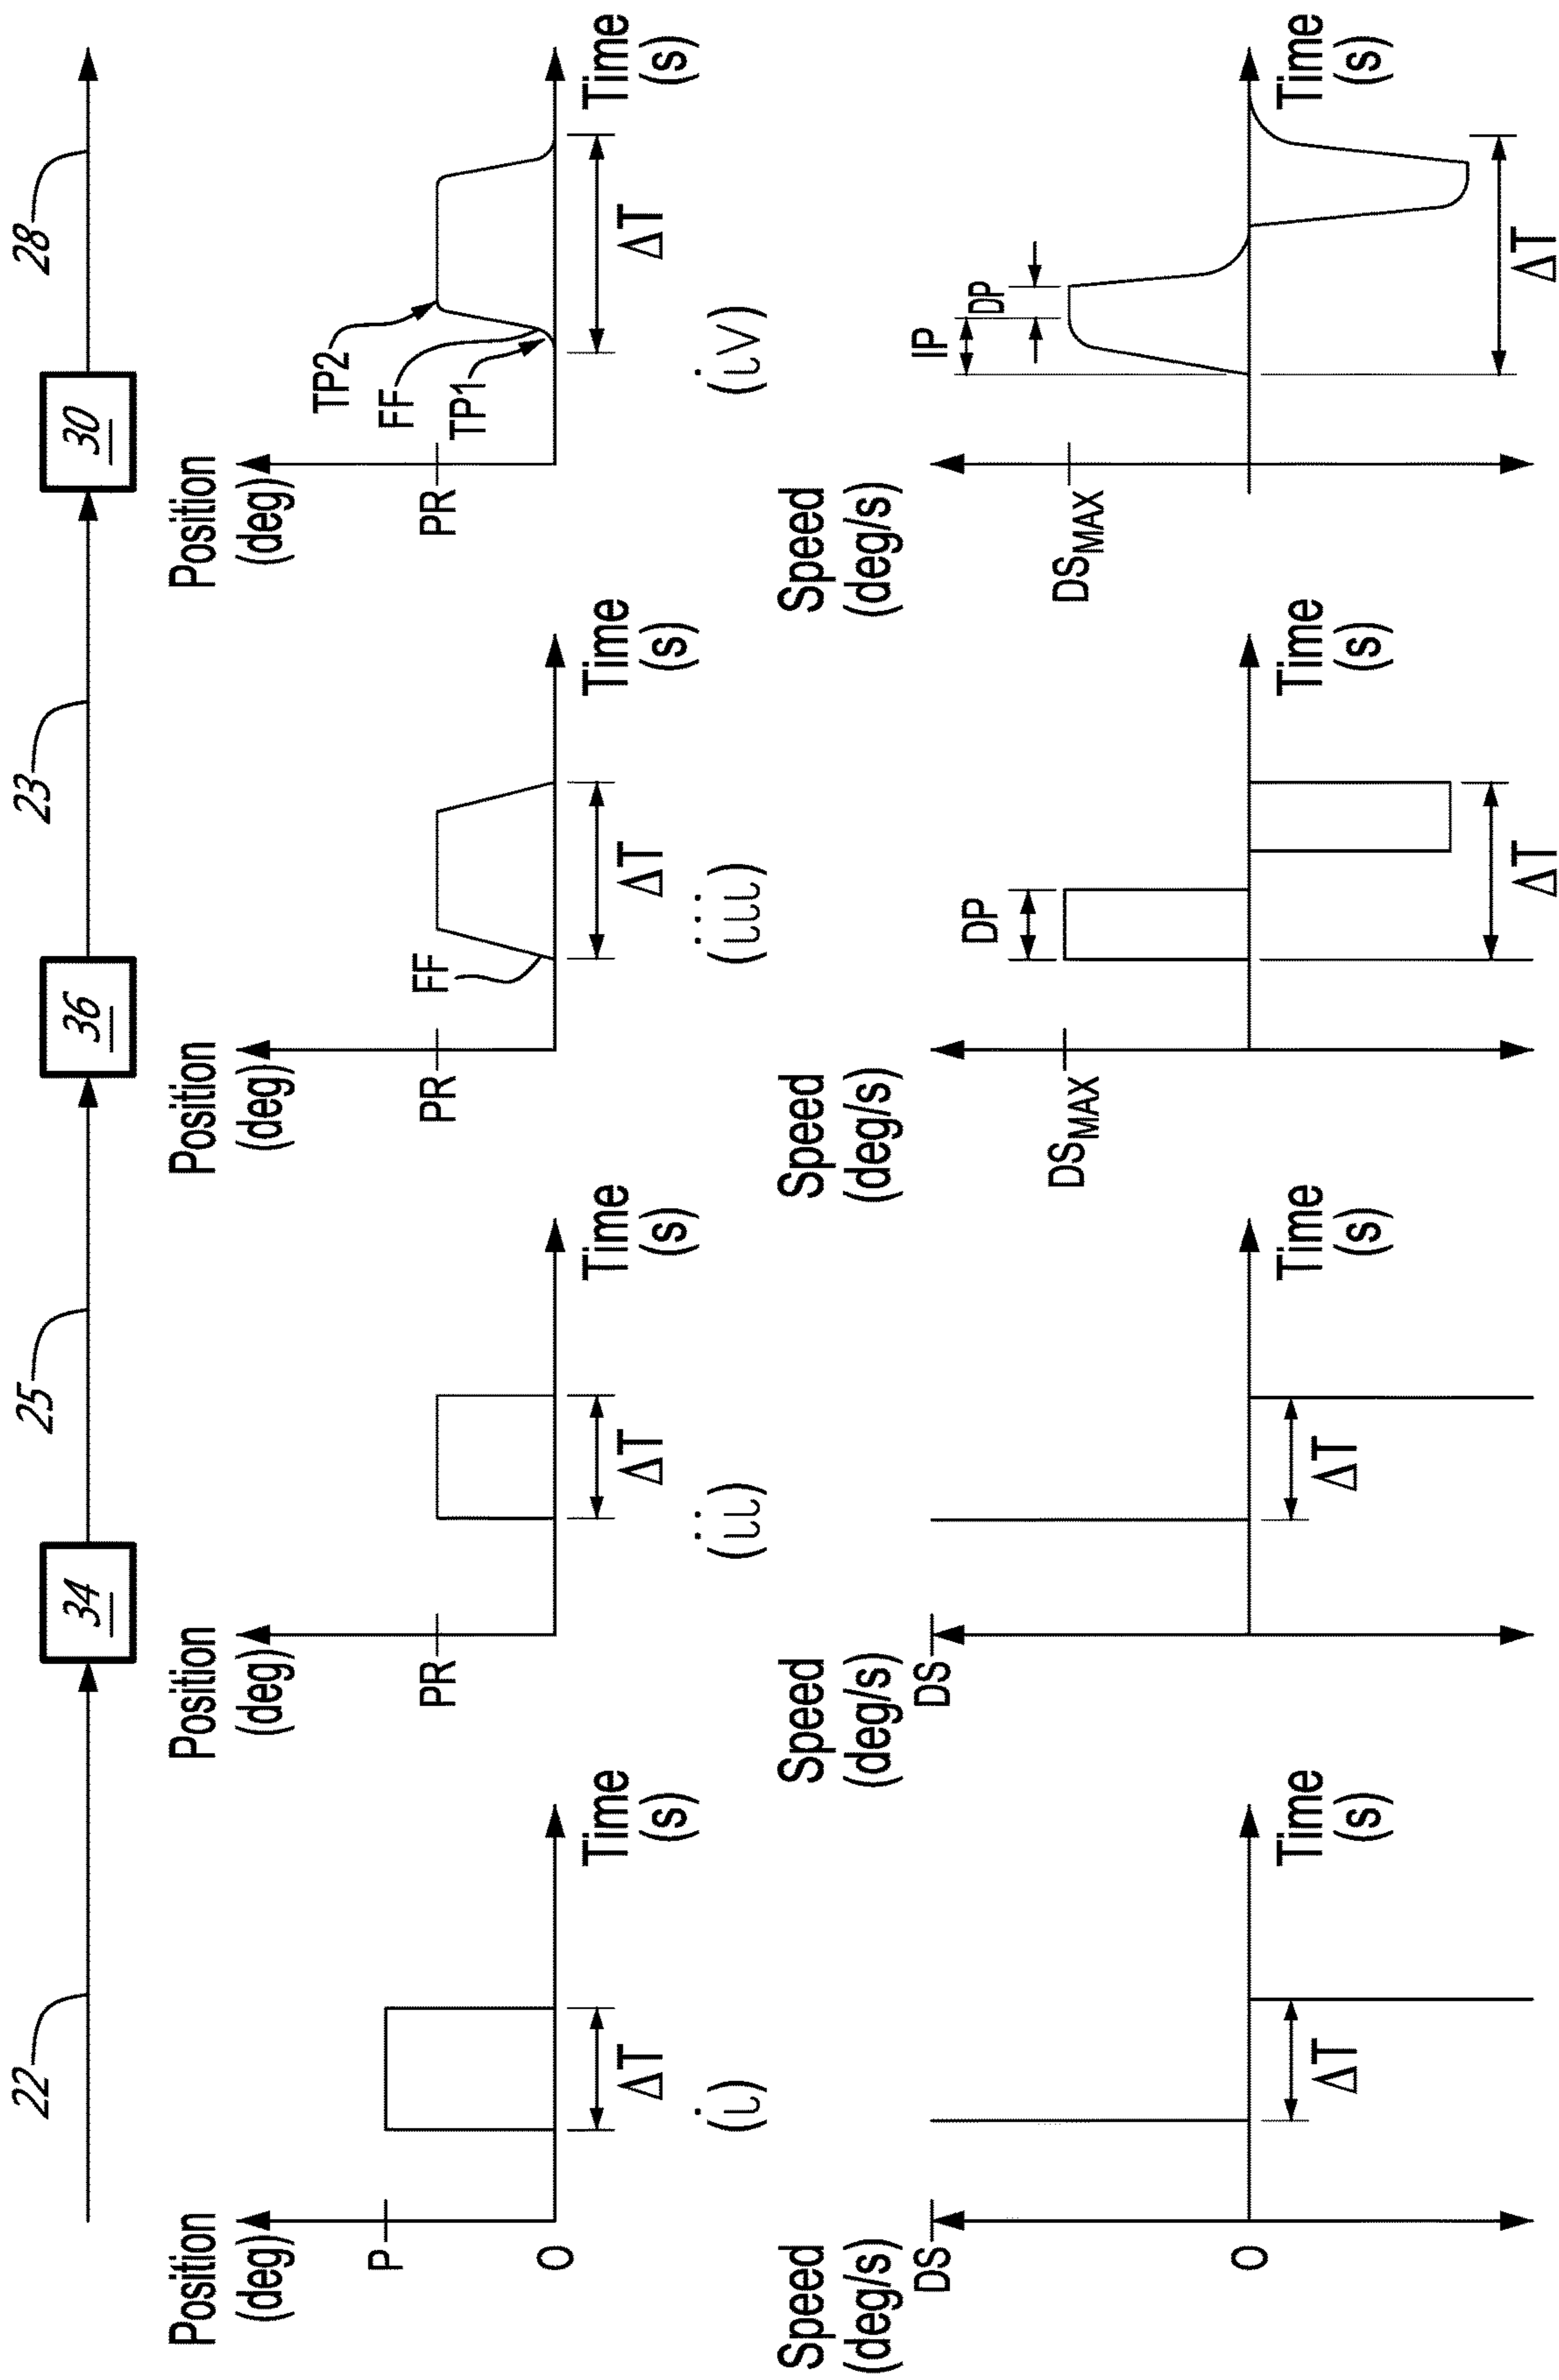 22
34
25
36
23
30
28
Position
(deg)
P
0
ΔT
Time
(s)
(i)
Position
(deg)
PR
ΔT
Time
(s)
(ii)
Position
(deg)
PR
FF
ΔT
Time
(s)
(iii)
Position
(deg)
PR
TP2
FF
TP1
ΔT
Time
(s)
(iv)
Speed
(deg/s)
DS
0
ΔT
Time
(s)
Speed
(deg/s)
DS
ΔT
Time
(s)
Speed
(deg/s)
DSMAX
DP
ΔT
Time
(s)
Speed
(deg/s)
DSMAX
IP
DP
ΔT
Time
(s)